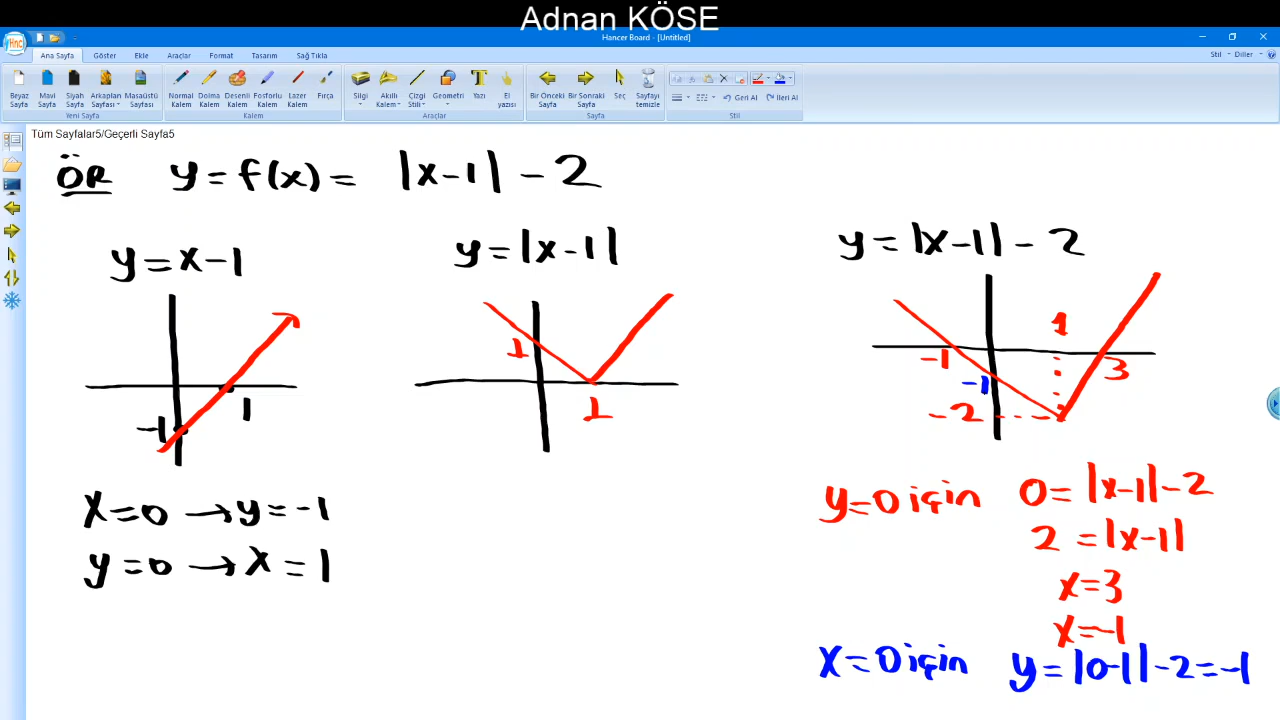 Adnan KÖSE
Hancer Board - [Untitled]
Ana Sayfa Göster Ekle Araçlar Format Tasarım Sağ Tıkla
Stil Diller
Beyaz Sayfa Mavi Sayfa Siyah Sayfa Arkaplan Sayfası Masaüstü Sayfası Normal Kalem Dolma Kalem Desenli Kalem Fosforlu Kalem Lazer Kalem Fırça Silgi Akıllı Kalem Çizgi Stili Geometri Yazı El yazısı Bir Önceki Sayfa Bir Sonraki Sayfa Seç Sayfayı temizle Geri Al İleri Al
Yeni Sayfa Kalem Araçlar Sayfa Stil
Tüm Sayfalar5/Geçerli Sayfa5
ÖR y = f(x) = |x-1| - 2
y = x - 1
-1
1
x = 0 → y = -1
y = 0 → x = 1
y = |x - 1|
1
1
y = |x-1| - 2
1
-1
3
-1
-2
y = 0 için 0 = |x-1| - 2
2 = |x-1|
x = 3
x = -1
x = 0 için y = |0-1| - 2 = -1